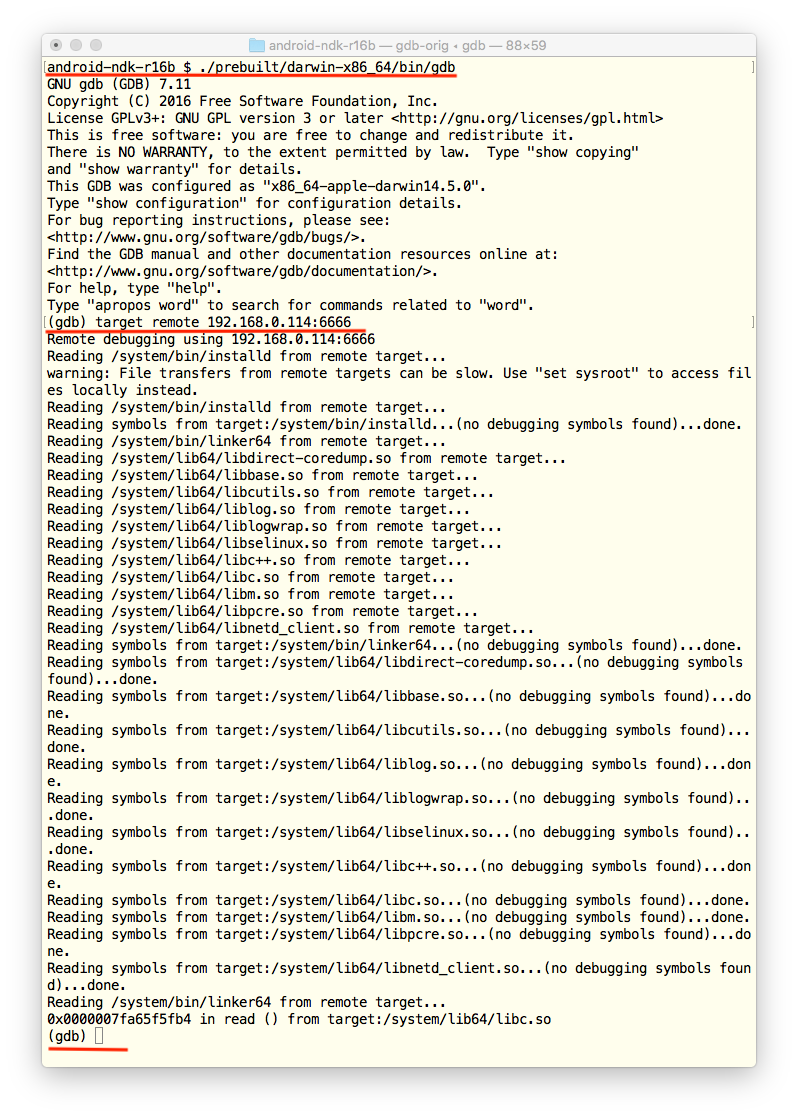 android-ndk-r16b — gdb-orig ◂ gdb — 88×59
[android-ndk-r16b $ ./prebuilt/darwin-x86_64/bin/gdb ]
GNU gdb (GDB) 7.11
Copyright (C) 2016 Free Software Foundation, Inc.
License GPLv3+: GNU GPL version 3 or later <http://gnu.org/licenses/gpl.html>
This is free software: you are free to change and redistribute it.
There is NO WARRANTY, to the extent permitted by law.  Type "show copying"
and "show warranty" for details.
This GDB was configured as "x86_64-apple-darwin14.5.0".
Type "show configuration" for configuration details.
For bug reporting instructions, please see:
<http://www.gnu.org/software/gdb/bugs/>.
Find the GDB manual and other documentation resources online at:
<http://www.gnu.org/software/gdb/documentation/>.
For help, type "help".
Type "apropos word" to search for commands related to "word".
[(gdb) target remote 192.168.0.114:6666 ]
Remote debugging using 192.168.0.114:6666
Reading /system/bin/installd from remote target...
warning: File transfers from remote targets can be slow. Use "set sysroot" to access fil
es locally instead.
Reading /system/bin/installd from remote target...
Reading symbols from target:/system/bin/installd...(no debugging symbols found)...done.
Reading /system/bin/linker64 from remote target...
Reading /system/lib64/libdirect-coredump.so from remote target...
Reading /system/lib64/libbase.so from remote target...
Reading /system/lib64/libcutils.so from remote target...
Reading /system/lib64/liblog.so from remote target...
Reading /system/lib64/liblogwrap.so from remote target...
Reading /system/lib64/libselinux.so from remote target...
Reading /system/lib64/libc++.so from remote target...
Reading /system/lib64/libc.so from remote target...
Reading /system/lib64/libm.so from remote target...
Reading /system/lib64/libpcre.so from remote target...
Reading /system/lib64/libnetd_client.so from remote target...
Reading symbols from target:/system/bin/linker64...(no debugging symbols found)...done.
Reading symbols from target:/system/lib64/libdirect-coredump.so...(no debugging symbols
found)...done.
Reading symbols from target:/system/lib64/libbase.so...(no debugging symbols found)...do
ne.
Reading symbols from target:/system/lib64/libcutils.so...(no debugging symbols found)...
done.
Reading symbols from target:/system/lib64/liblog.so...(no debugging symbols found)...don
e.
Reading symbols from target:/system/lib64/liblogwrap.so...(no debugging symbols found)..
.done.
Reading symbols from target:/system/lib64/libselinux.so...(no debugging symbols found)..
.done.
Reading symbols from target:/system/lib64/libc++.so...(no debugging symbols found)...don
e.
Reading symbols from target:/system/lib64/libc.so...(no debugging symbols found)...done.
Reading symbols from target:/system/lib64/libm.so...(no debugging symbols found)...done.
Reading symbols from target:/system/lib64/libpcre.so...(no debugging symbols found)...do
ne.
Reading symbols from target:/system/lib64/libnetd_client.so...(no debugging symbols foun
d)...done.
Reading /system/bin/linker64 from remote target...
0x0000007fa65f5fb4 in read () from target:/system/lib64/libc.so
(gdb)